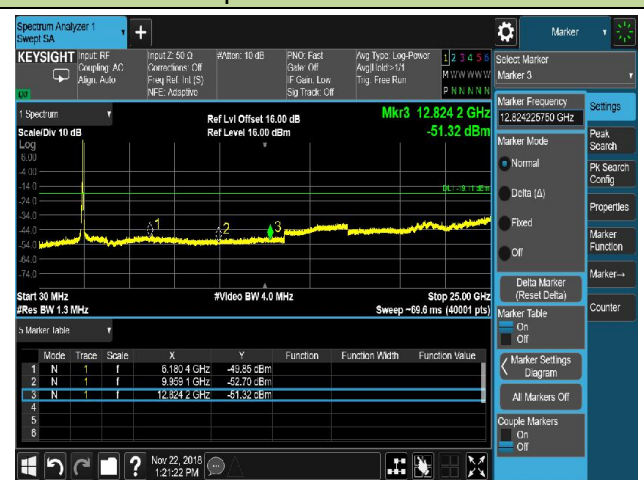 Spectrum Analyzer 1
Swept SA
Marker
KEYSIGHT
Input: RF
Coupling: AC
Align: Auto
Input Z: 50 Ω
Corrections: Off
Freq Ref: Int (S)
NFE: Adaptive
#Atten: 10 dB
PNO: Fast
Gate: Off
IF Gain: Low
Sig Track: Off
Avg Type: Log-Power
Avg|Hold:>1/1
Trig: Free Run
1 2 3 4 5 6
M W W W W W
P N N N N N
Select Marker
Marker 3
1 Spectrum
Scale/Div 10 dB
Log
Ref Lvl Offset 16.00 dB
Ref Level 16.00 dBm
Mkr3 12.824 2 GHz
-51.32 dBm
6.00
-4.00
-14.0
-24.0
-34.0
-44.0
-54.0
-64.0
-74.0
DL1 -19.11 dBm
1
2
3
Start 30 MHz
#Res BW 1.3 MHz
#Video BW 4.0 MHz
Stop 25.00 GHz
Sweep ~69.6 ms (40001 pts)
5 Marker Table
Mode Trace Scale X Y Function Function Width Function Value
1 N 1 f 6.180 4 GHz -49.85 dBm
2 N 1 f 9.959 1 GHz -52.70 dBm
3 N 1 f 12.824 2 GHz -51.32 dBm
4
5
6
Marker Frequency
12.824225750 GHz
Marker Mode
Normal
Delta (Δ)
Fixed
Off
Delta Marker
(Reset Delta)
Marker Table
On
Off
Marker Settings
Diagram
All Markers Off
Couple Markers
On
Off
Settings
Peak
Search
Pk Search
Config
Properties
Marker
Function
Marker→
Counter
?
Nov 22, 2018
1:21:22 PM